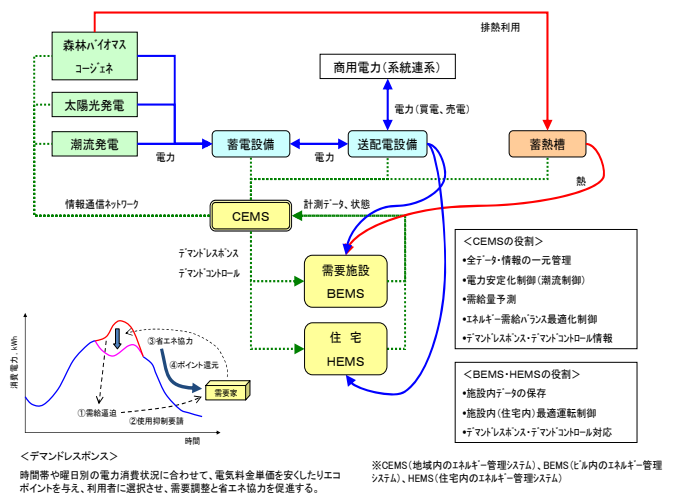 排熱利用
森林ﾊﾞｲｵﾏｽ
ｺｰｼﾞｪﾈ
商用電力(系統連系)
太陽光発電
電力(買電、売電)
潮流発電
蓄電設備
送配電設備
蓄熱槽
電力
電力
熱
情報通信ネットワーク
計測データ、状態
CEMS
ﾃﾞﾏﾝﾄﾞﾚｽﾎﾟﾝｽ
ﾃﾞﾏﾝﾄﾞｺﾝﾄﾛｰﾙ
需要施設
BEMS
住　宅
HEMS
＜CEMSの役割＞
•全データ・情報の一元管理
•電力安定化制御(潮流制御)
•需給量予測
•ｴﾈﾙｷﾞｰ需給ﾊﾞﾗﾝｽ最適化制御
•ﾃﾞﾏﾝﾄﾞﾚｽﾎﾟﾝｽ・ﾃﾞﾏﾝﾄﾞｺﾝﾄﾛｰﾙ情報
＜BEMS・HEMSの役割＞
•施設内データの保存
•施設内(住宅内)最適運転制御
•ﾃﾞﾏﾝﾄﾞﾚｽﾎﾟﾝｽ・ﾃﾞﾏﾝﾄﾞｺﾝﾄﾛｰﾙ対応
消費電力、kWh
③省エネ協力
④ポイント還元
需要家
①需給逼迫
②使用抑制要請
時間
＜デマンドレスポンス＞
時間帯や曜日別の電力消費状況に合わせて、電気料金単価を安くしたりエコ
ポイントを与え、利用者に選択させ、需要調整と省エネ協力を促進する。
※CEMS(地域内のｴﾈﾙｷﾞｰ管理システム)、BEMS(ﾋﾞﾙ内のｴﾈﾙｷﾞｰ管理
システム)、HEMS(住宅内のｴﾈﾙｷﾞｰ管理システム)